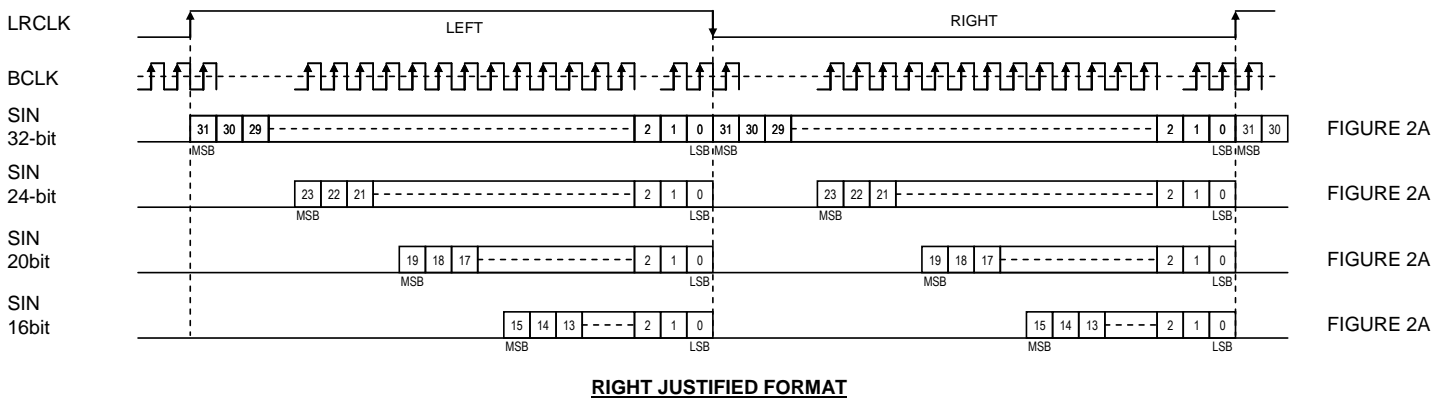 LRCLK LEFT RIGHT
BCLK
SIN
32-bit 31 30 29 2 1 0 31 30 29 2 1 0 31 30 FIGURE 2A
MSB LSB MSB LSB MSB
SIN
24-bit 23 22 21 2 1 0 23 22 21 2 1 0 FIGURE 2A
MSB LSB MSB LSB
SIN
20bit 19 18 17 2 1 0 19 18 17 2 1 0 FIGURE 2A
MSB LSB MSB LSB
SIN
16bit 15 14 13 2 1 0 15 14 13 2 1 0 FIGURE 2A
MSB LSB MSB LSB
RIGHT JUSTIFIED FORMAT